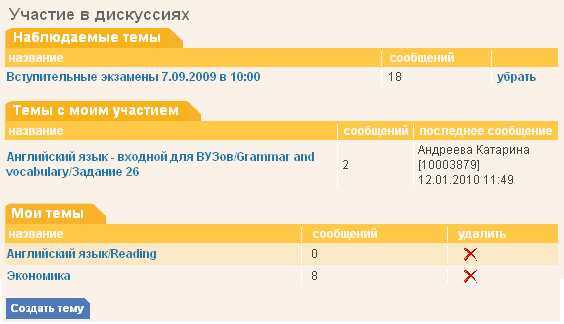 Участие в дискуссиях
Наблюдаемые темы
название сообщений
Вступительные экзамены 7.09.2009 в 10:00 18 убрать
Темы с моим участием
название сообщений последнее сообщение
Английский язык - входной для ВУЗов/Grammar and
vocabulary/Задание 26
2
Андреева Катарина
[10003879]
12.01.2010 11:49
Мои темы
название сообщений удалить
Английский язык/Reading 0
Экономика 8
Создать тему